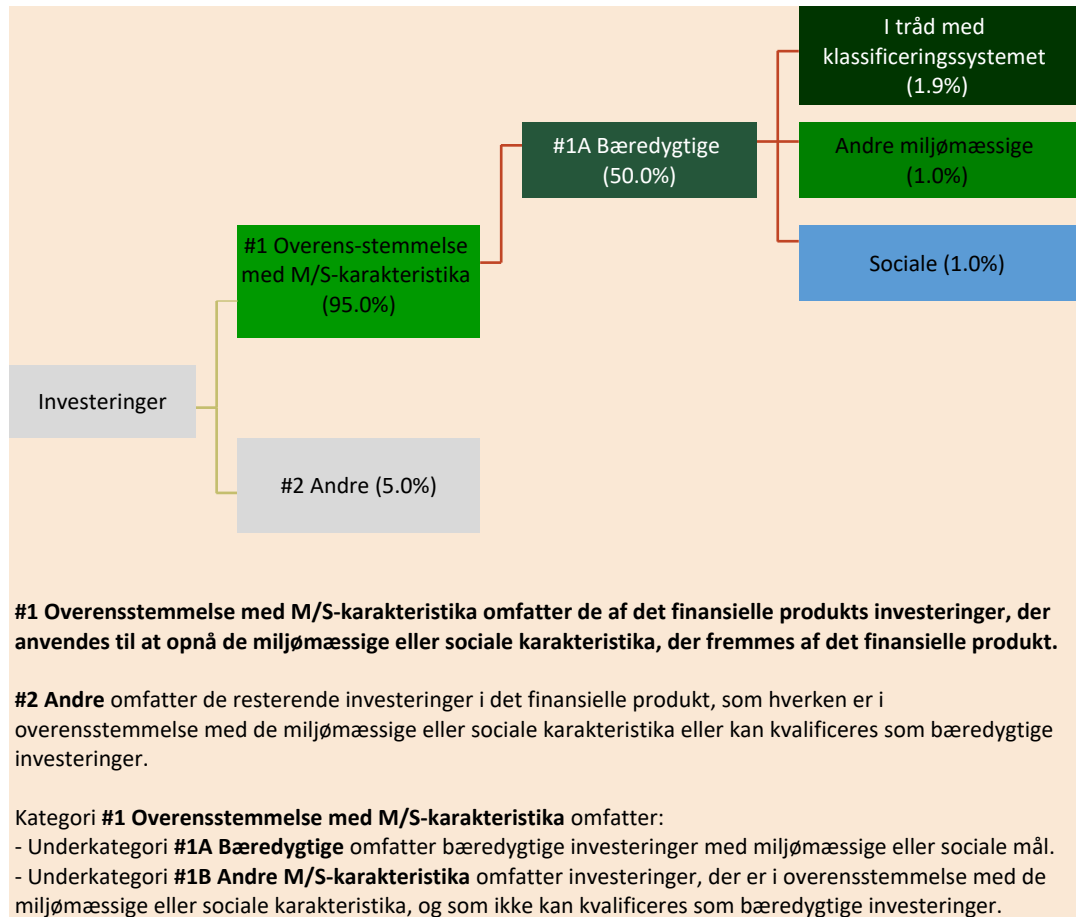 I tråd med
klassificeringssystemet
(1.9%)
#1A Bæredygtige
(50.0%)
Andre miljømæssige
(1.0%)
#1 Overens-stemmelse
med M/S-karakteristika
(95.0%)
Sociale (1.0%)
Investeringer
#2 Andre (5.0%)
#1 Overensstemmelse med M/S-karakteristika omfatter de af det finansielle produkts investeringer, der
anvendes til at opnå de miljømæssige eller sociale karakteristika, der fremmes af det finansielle produkt.
#2 Andre omfatter de resterende investeringer i det finansielle produkt, som hverken er i
overensstemmelse med de miljømæssige eller sociale karakteristika eller kan kvalificeres som bæredygtige
investeringer.
Kategori #1 Overensstemmelse med M/S-karakteristika omfatter:
- Underkategori #1A Bæredygtige omfatter bæredygtige investeringer med miljømæssige eller sociale mål.
- Underkategori #1B Andre M/S-karakteristika omfatter investeringer, der er i overensstemmelse med de
miljømæssige eller sociale karakteristika, og som ikke kan kvalificeres som bæredygtige investeringer.